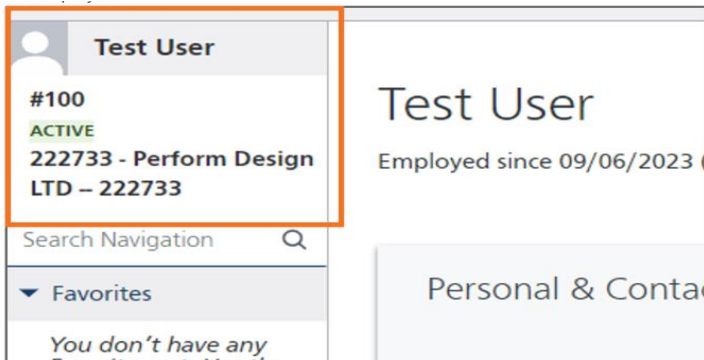 Test User
#100
ACTIVE
222733 - Perform Design
LTD – 222733
Search Navigation
Favorites
You don't have any
Test User
Employed since 09/06/2023 (
Personal & Conta